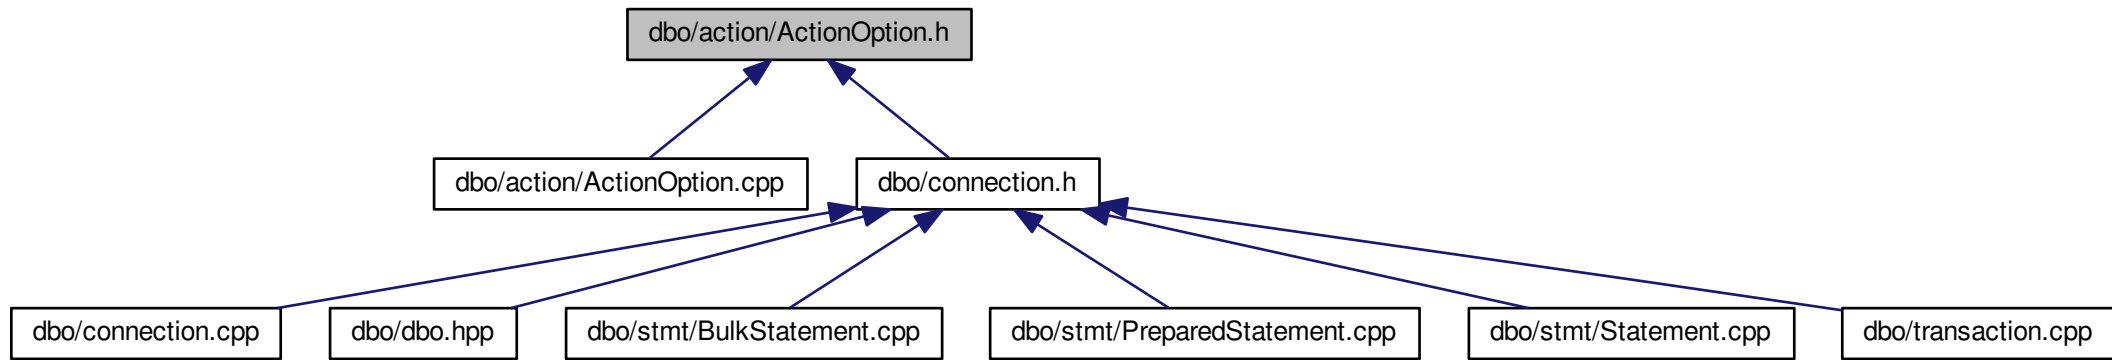 dbo/action/ActionOption.h
dbo/action/ActionOption.cpp
dbo/connection.h
dbo/connection.cpp
dbo/dbo.hpp
dbo/stmt/BulkStatement.cpp
dbo/stmt/PreparedStatement.cpp
dbo/stmt/Statement.cpp
dbo/transaction.cpp